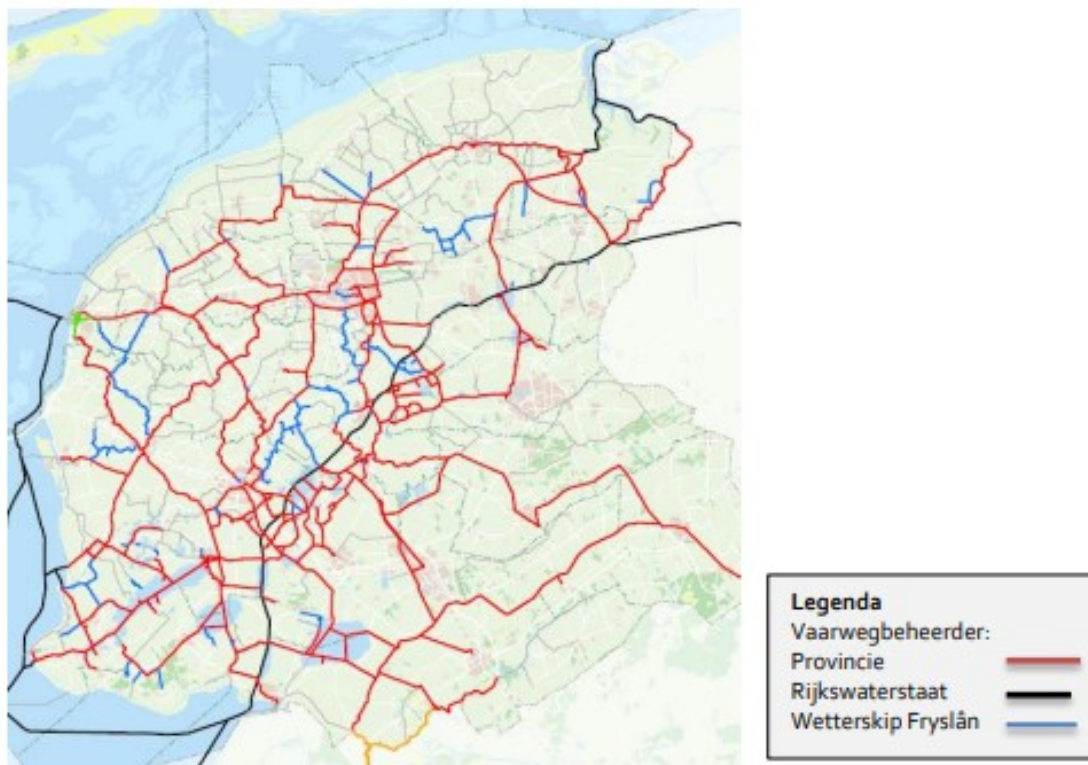 Legenda
Vaarwegbeheerder:
Provincie
Rijkswaterstaat
Wetterskip Fryslân